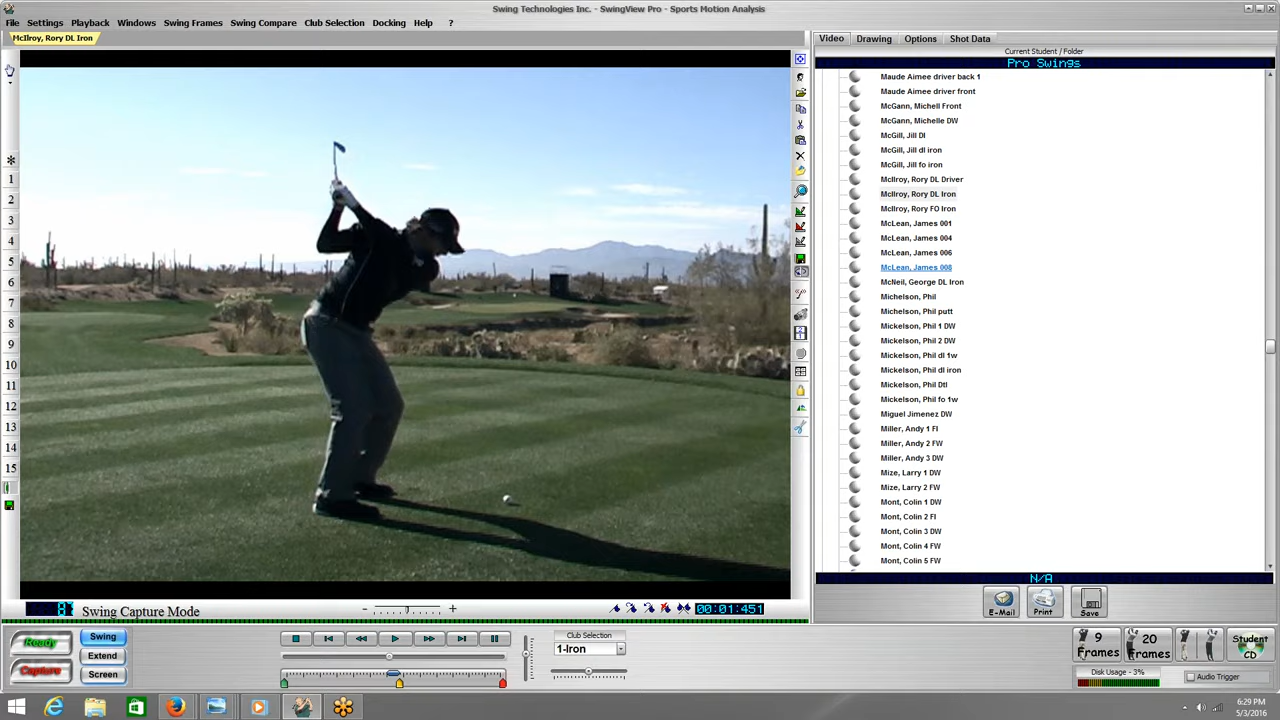 Swing Technologies Inc. - SwingView Pro - Sports Motion Analysis
File Settings Playback Windows Swing Frames Swing Compare Club Selection Docking Help ?
McIlroy, Rory DL Iron
Video Drawing Options Shot Data
Current Student / Folder
Pro Swings
Maude Aimee driver back 1
Maude Aimee driver front
McGann, Michell Front
McGann, Michelle DW
McGill, Jill Dl
McGill, Jill dl iron
McGill, Jill fo iron
McIlroy, Rory DL Driver
McIlroy, Rory DL Iron
McIlroy, Rory FO Iron
McLean, James 001
McLean, James 004
McLean, James 006
McLean, James 008
McNeil, George DL Iron
Michelson, Phil
Michelson, Phil putt
Mickelson, Phil 1 DW
Mickelson, Phil 2 DW
Mickelson, Phil dl 1w
Mickelson, Phil dl iron
Mickelson, Phil Dtl
Mickelson, Phil fo 1w
Miguel Jimenez DW
Miller, Andy 1 FI
Miller, Andy 2 FW
Miller, Andy 3 DW
Mize, Larry 1 DW
Mize, Larry 2 FW
Mont, Colin 1 DW
Mont, Colin 2 FI
Mont, Colin 3 DW
Mont, Colin 4 FW
Mont, Colin 5 FW
✻
1
2
3
4
5
6
7
8
9
10
11
12
13
14
15
N/A
E-Mail Print Save
Swing Capture Mode
- +
00:01:451
Ready
Capture
Swing
Extend
Screen
Club Selection
1-Iron
9 Frames
20 Frames
Student CD
Disk Usage - 3%
Audio Trigger
6:29 PM
5/3/2016